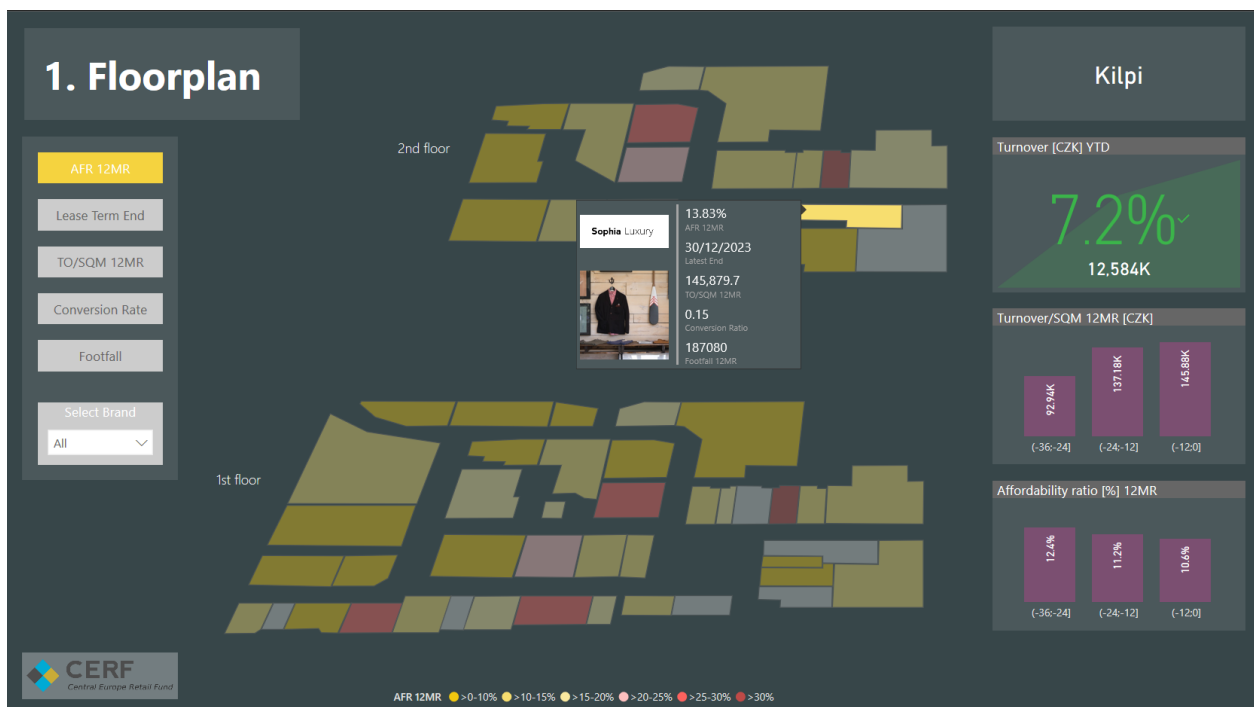 1. Floorplan
AFR 12MR
Lease Term End
TO/SQM 12MR
Conversion Rate
Footfall
Select Brand
All
2nd floor
Sophia Luxury
13.83%
AFR 12MR
30/12/2023
Latest End
145,879.7
TO/SQM 12MR
0.15
Conversion Ratio
187080
Footfall 12MR
1st floor
Kilpi
Turnover [CZK] YTD
7.2%
12,584K
Turnover/SQM 12MR [CZK]
92.94K 137.18K 145.88K
(-36;-24] (-24;-12] (-12;0]
Affordability ratio [%] 12MR
12.4% 11.2% 10.6%
(-36;-24] (-24;-12] (-12;0]
CERF
Central Europe Retail Fund
AFR 12MR >0-10% >10-15% >15-20% >20-25% >25-30% >30%